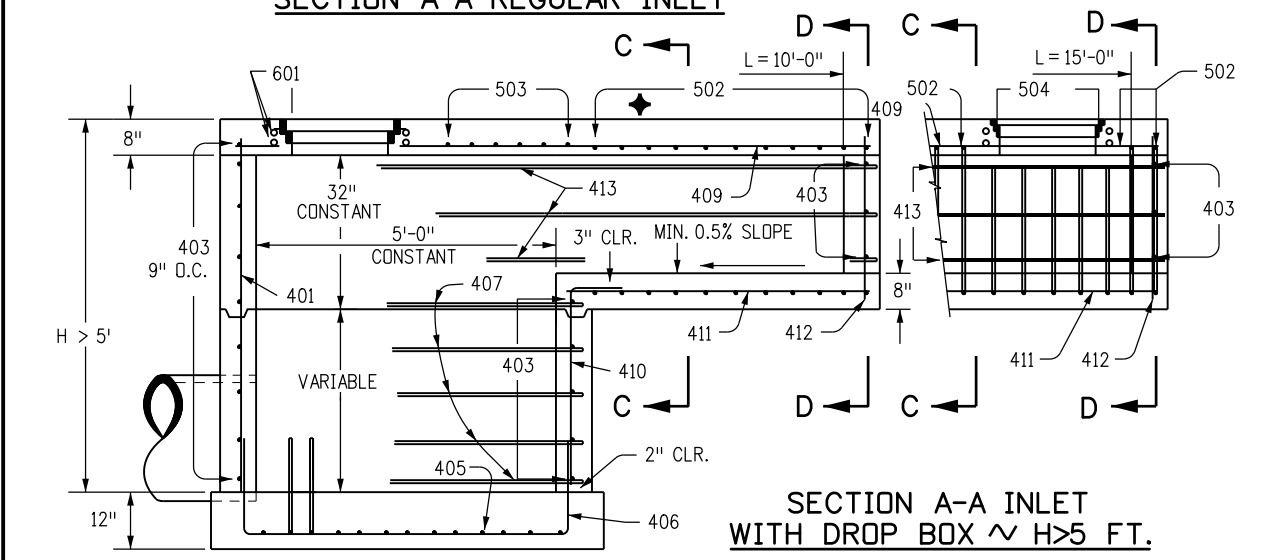 SECTION A-A REGULAR INLET
C
D
C
D
L = 10'-0"
L = 15'-0"
601
503
502
409
502
504
502
8"
32"
CONSTANT
413
409
403
413
403
403
9" O.C.
5'-0"
CONSTANT
3" CLR.
MIN. 0.5% SLOPE
401
407
8"
H > 5'
403
410
411
412
411
412
VARIABLE
C
D
C
D
405
2" CLR.
406
12"
SECTION A-A INLET
WITH DROP BOX ~ H>5 FT.